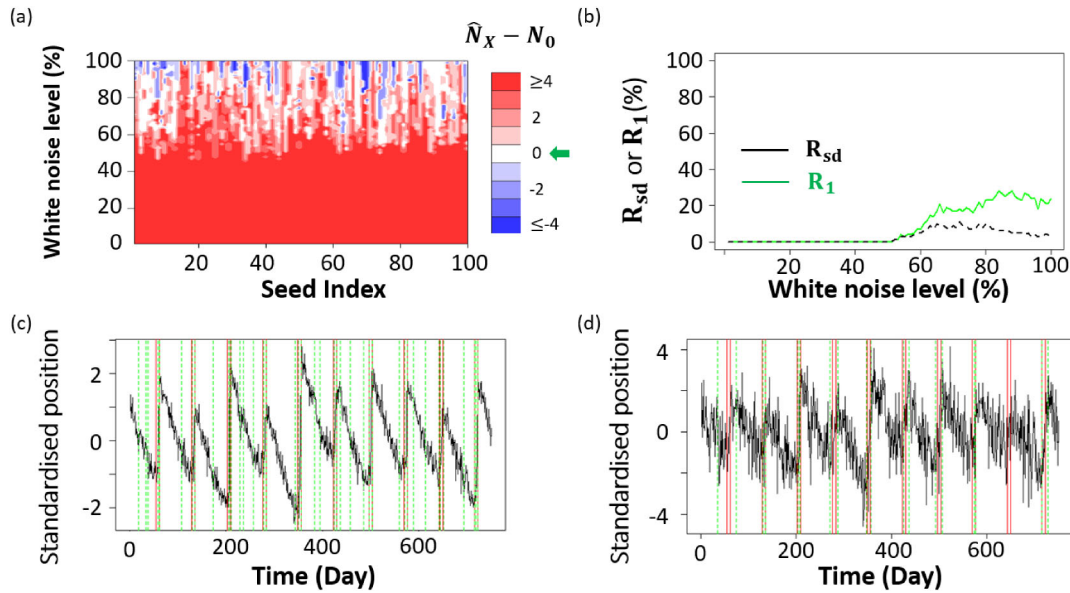 (a)
N̂_X − N_0
White noise level (%)
100
80
60
40
20
0
0 20 40 60 80 100
Seed Index
≥4
2
0
-2
≤-4
(b)
R_sd or R_1(%)
100
80
60
40
20
0
R_sd
R_1
20 40 60 80 100
White noise level (%)
(c)
Standardised position
2
0
-2
0 200 400 600
Time (Day)
(d)
Standardised position
4
0
-4
0 200 400 600
Time (Day)